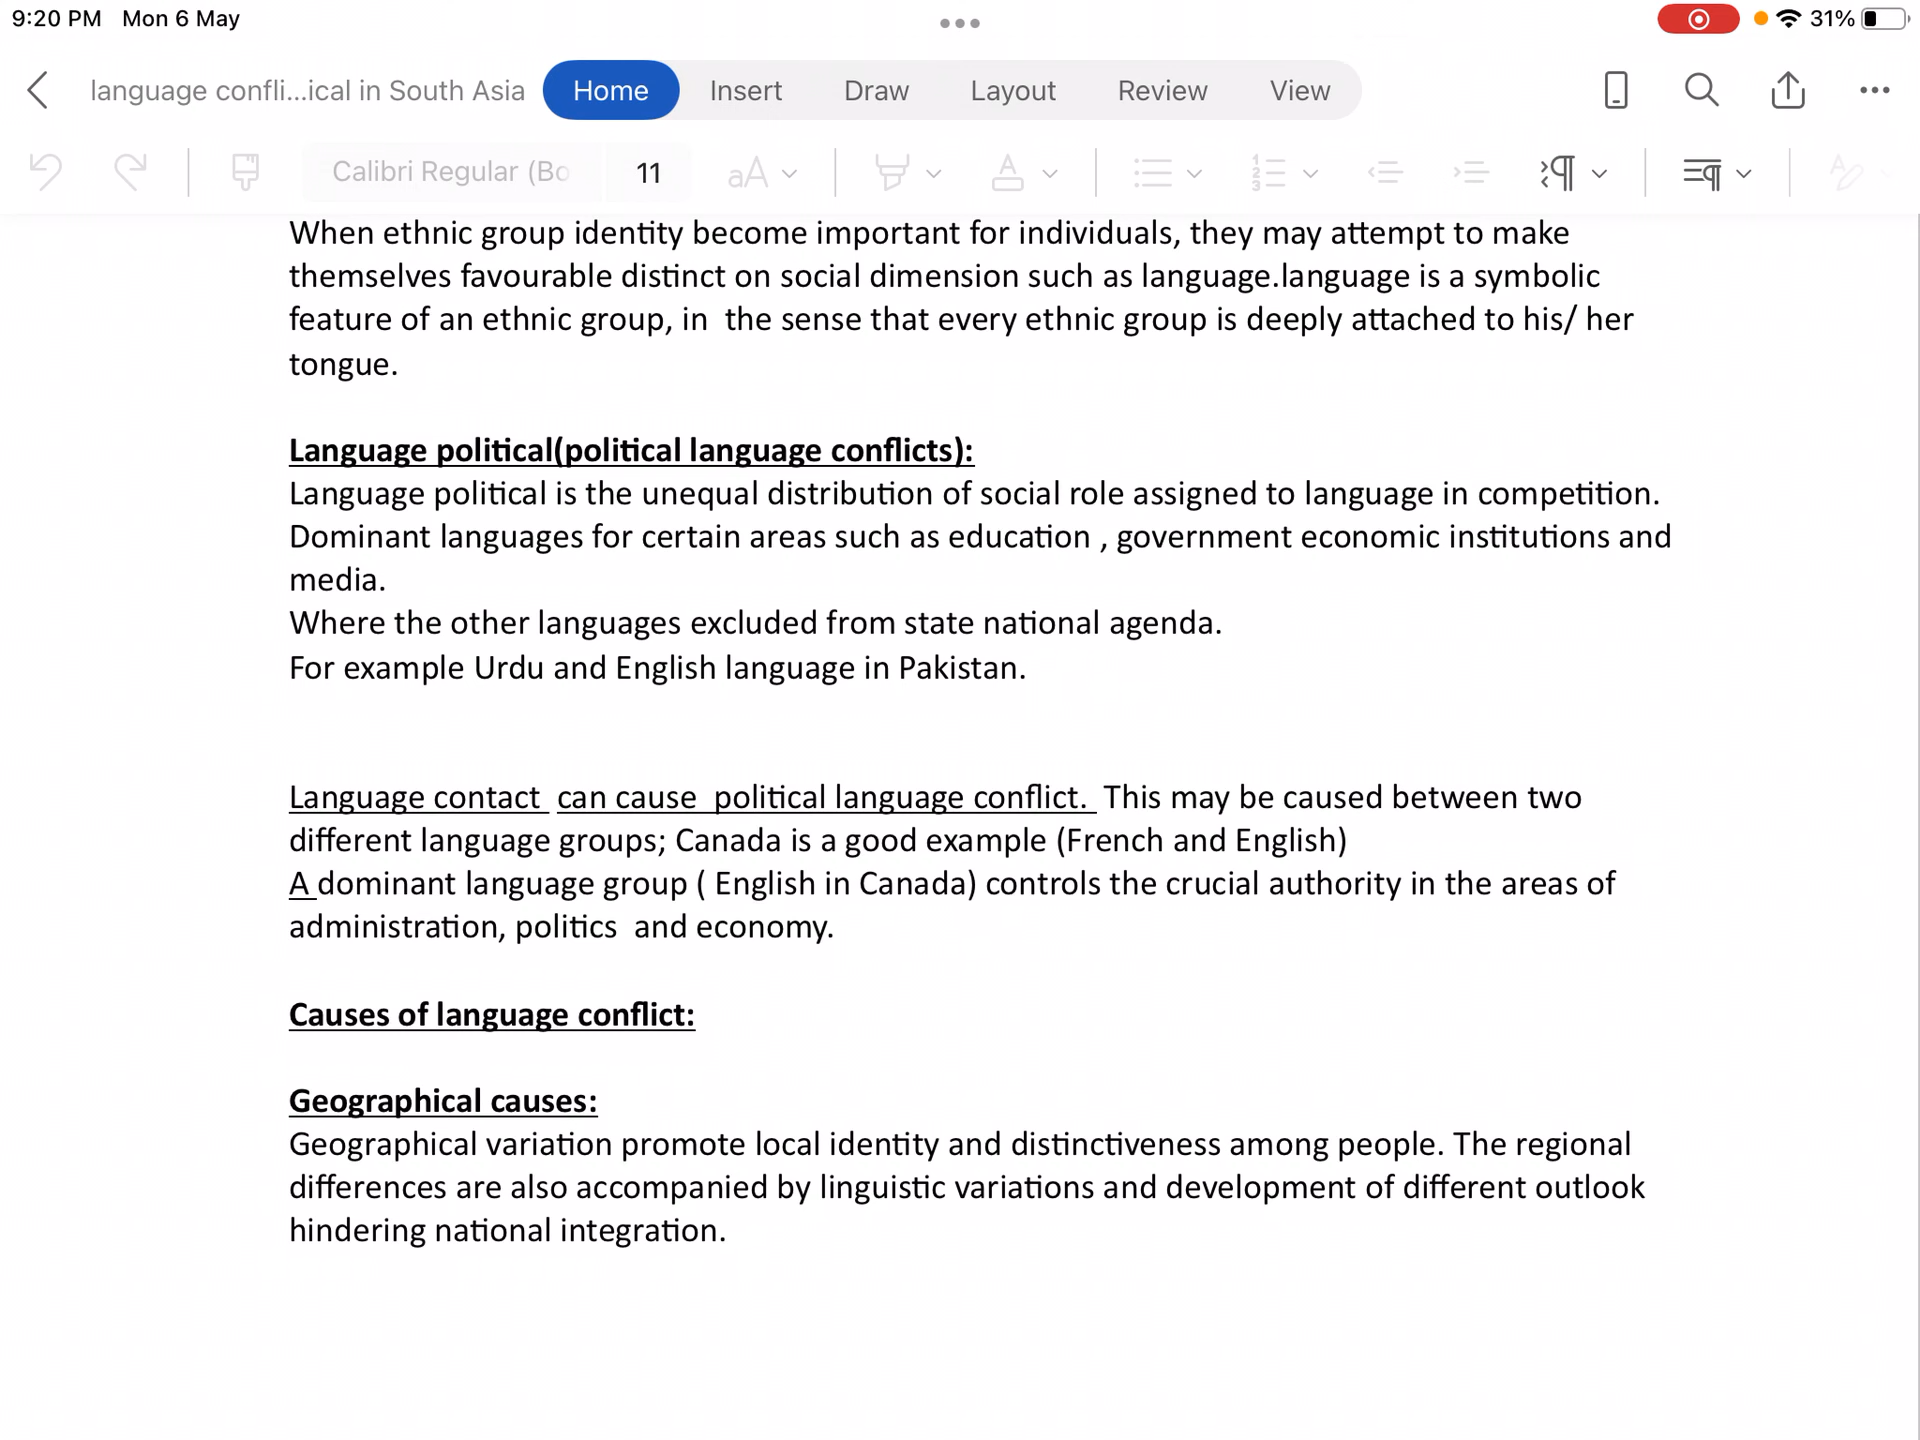 9:20 PM Mon 6 May
31%
language confli...ical in South Asia Home Insert Draw Layout Review View
Calibri Regular (Bo 11 aA A
When ethnic group identity become important for individuals, they may attempt to make
themselves favourable distinct on social dimension such as language.language is a symbolic
feature of an ethnic group, in  the sense that every ethnic group is deeply attached to his/ her
tongue.
Language political(political language conflicts):
Language political is the unequal distribution of social role assigned to language in competition.
Dominant languages for certain areas such as education , government economic institutions and
media.
Where the other languages excluded from state national agenda.
For example Urdu and English language in Pakistan.
Language contact  can cause  political language conflict.  This may be caused between two
different language groups; Canada is a good example (French and English)
A dominant language group ( English in Canada) controls the crucial authority in the areas of
administration, politics  and economy.
Causes of language conflict:
Geographical causes:
Geographical variation promote local identity and distinctiveness among people. The regional
differences are also accompanied by linguistic variations and development of different outlook
hindering national integration.